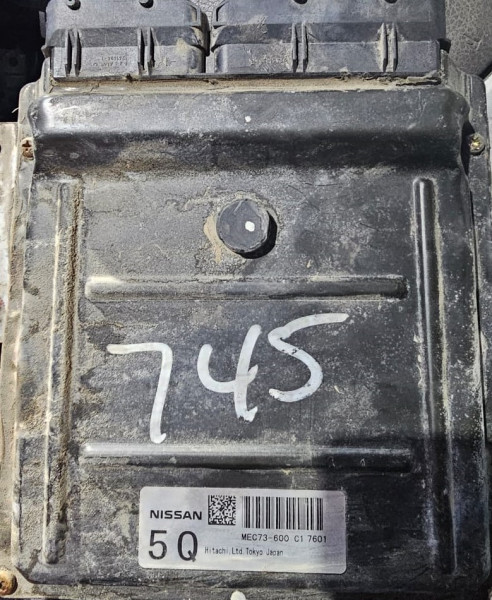 745
NISSAN
MEC73-600 C1 7601
5Q Hitachi,Ltd.Tokyo Japan